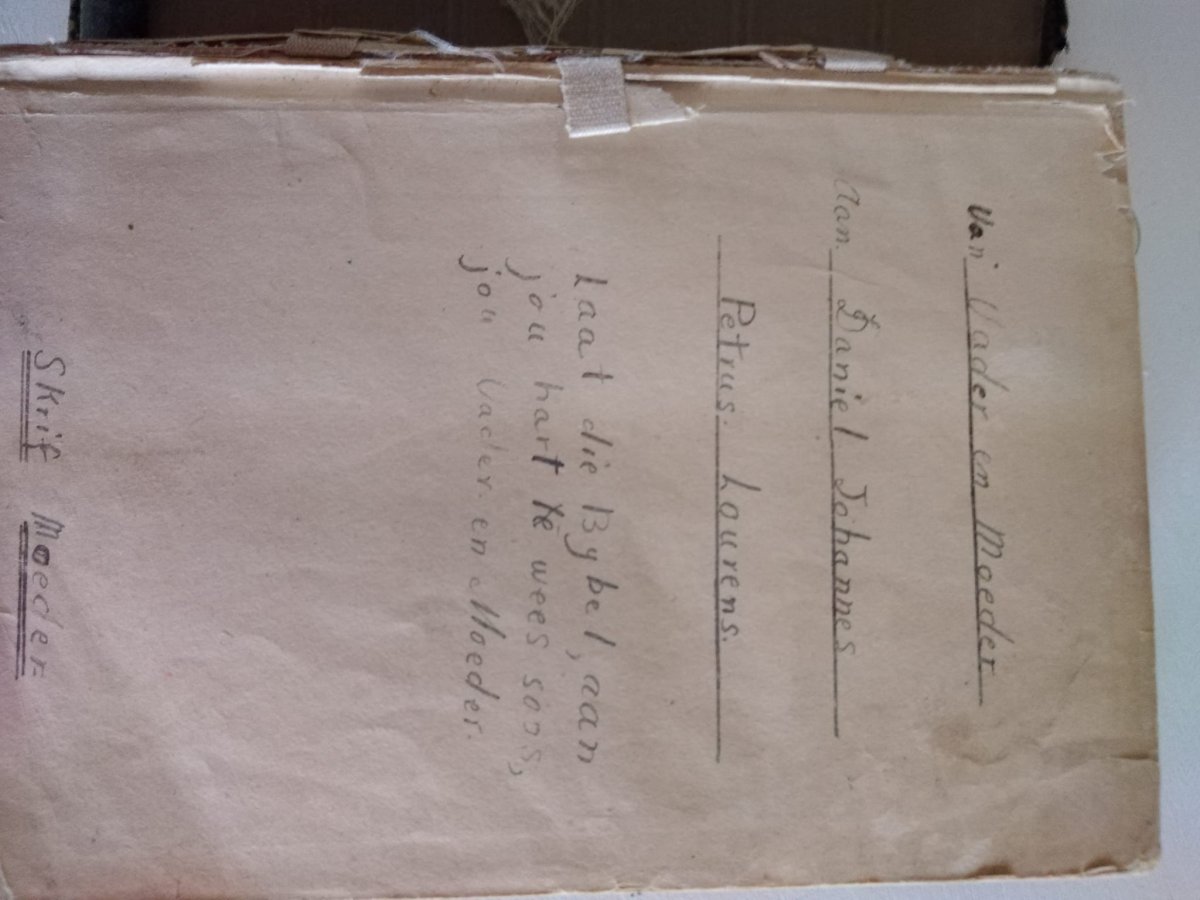 Van Vader en Moeder.
Aan. Daniel Johannes
Petrus. Lourens.
Laat die Bybel, aan
jou hart te wees soos,
jou Vader. en Moeder.
Skrif Moeder